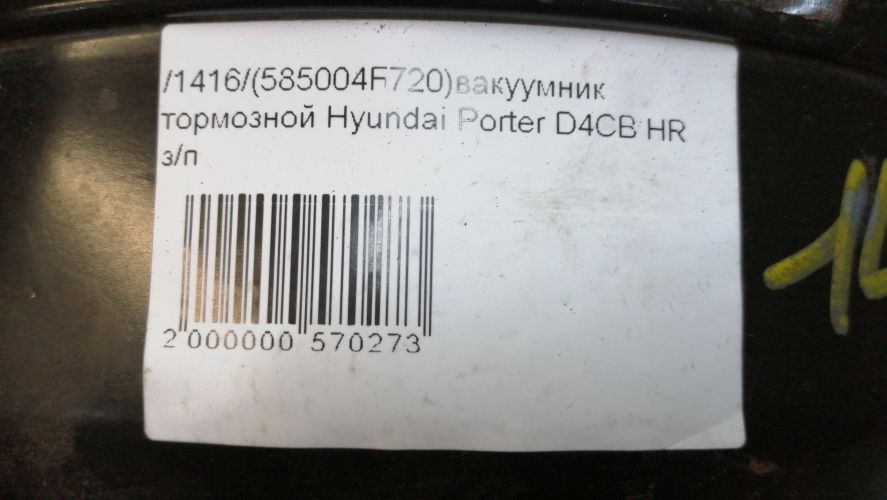 /1416/(585004F720)вакуумник
тормозной Hyundai Porter D4CB HR
з/п
2 000000 570273